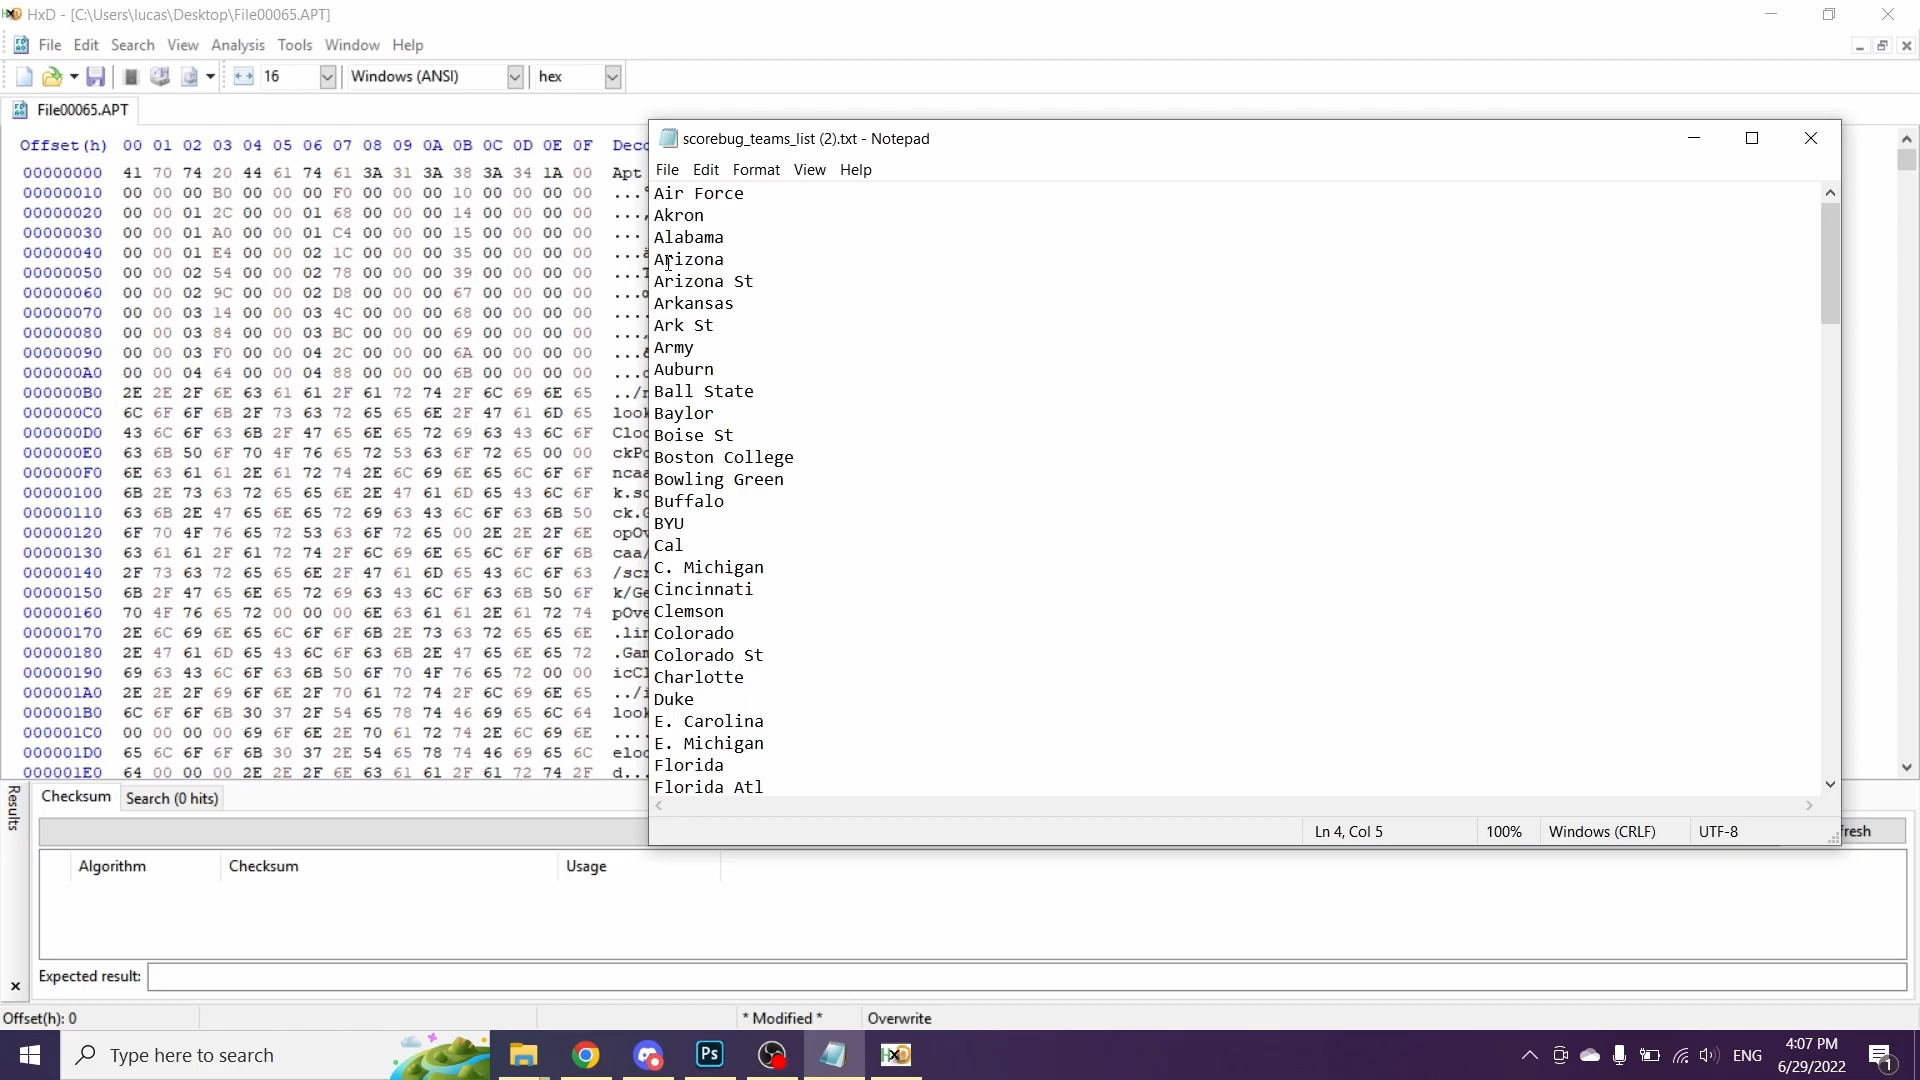 HxD - [C:\Users\lucas\Desktop\File00065.APT]
File Edit Search View Analysis Tools Window Help
16 Windows (ANSI) hex
File00065.APT
Offset(h) 00 01 02 03 04 05 06 07 08 09 0A 0B 0C 0D 0E 0F
00000000 41 70 74 20 44 61 74 61 3A 31 3A 38 3A 34 1A 00 Apt
00000010 00 00 00 B0 00 00 00 F0 00 00 00 10 00 00 00 00
00000020 00 00 01 2C 00 00 01 68 00 00 00 14 00 00 00 00 ...,
00000030 00 00 01 A0 00 00 01 C4 00 00 00 15 00 00 00 00 ...
00000040 00 00 01 E4 00 00 02 1C 00 00 00 35 00 00 00 00 ...ä
00000050 00 00 02 54 00 00 02 78 00 00 00 39 00 00 00 00 ...T
00000060 00 00 02 9C 00 00 02 D8 00 00 00 67 00 00 00 00
00000070 00 00 03 14 00 00 03 4C 00 00 00 68 00 00 00 00 ....
00000080 00 00 03 84 00 00 03 BC 00 00 00 69 00 00 00 00
00000090 00 00 03 F0 00 00 04 2C 00 00 00 6A 00 00 00 00
000000A0 00 00 04 64 00 00 04 88 00 00 00 6B 00 00 00 00
000000B0 2E 2E 2F 6E 63 61 61 2F 61 72 74 2F 6C 69 6E 65 ../n
000000C0 6C 6F 6F 6B 2F 73 63 72 65 65 6E 2F 47 61 6D 65 look
000000D0 43 6C 6F 63 6B 2F 47 65 6E 65 72 69 63 43 6C 6F Cloc
000000E0 63 6B 50 6F 70 4F 76 65 72 53 63 6F 72 65 00 00 ckPo
000000F0 6E 63 61 61 2E 61 72 74 2E 6C 69 6E 65 6C 6F 6F ncaa
00000100 6B 2E 73 63 72 65 65 6E 2E 47 61 6D 65 43 6C 6F k.sc
00000110 63 6B 2E 47 65 6E 65 72 69 63 43 6C 6F 63 6B 50 ck.G
00000120 6F 70 4F 76 65 72 53 63 6F 72 65 00 2E 2E 2F 6E opOv
00000130 63 61 61 2F 61 72 74 2F 6C 69 6E 65 6C 6F 6F 6B caa/
00000140 2F 73 63 72 65 65 6E 2F 47 61 6D 65 43 6C 6F 63 /scr
00000150 6B 2F 47 65 6E 65 72 69 63 43 6C 6F 63 6B 50 6F k/Ge
00000160 70 4F 76 65 72 00 00 00 6E 63 61 61 2E 61 72 74 pOve
00000170 2E 6C 69 6E 65 6C 6F 6F 6B 2E 73 63 72 65 65 6E .lin
00000180 2E 47 61 6D 65 43 6C 6F 63 6B 2E 47 65 6E 65 72 .Gam
00000190 69 63 43 6C 6F 63 6B 50 6F 70 4F 76 65 72 00 00 icCl
000001A0 2E 2E 2F 69 6F 6E 2F 70 61 72 74 2F 6C 69 6E 65 ../i
000001B0 6C 6F 6F 6B 30 37 2F 54 65 78 74 46 69 65 6C 64 look
000001C0 00 00 00 00 69 6F 6E 2E 70 61 72 74 2E 6C 69 6E ....
000001D0 65 6C 6F 6F 6B 30 37 2E 54 65 78 74 46 69 65 6C eloo
000001E0 64 00 00 00 2E 2E 2F 6E 63 61 61 2F 61 72 74 2F d...
scorebug_teams_list (2).txt - Notepad
File Edit Format View Help
Air Force
Akron
Alabama
Arizona
Arizona St
Arkansas
Ark St
Army
Auburn
Ball State
Baylor
Boise St
Boston College
Bowling Green
Buffalo
BYU
Cal
C. Michigan
Cincinnati
Clemson
Colorado
Colorado St
Charlotte
Duke
E. Carolina
E. Michigan
Florida
Florida Atl
Ln 4, Col 5 100% Windows (CRLF) UTF-8
Results
Checksum Search (0 hits)
fresh
Algorithm Checksum Usage
Expected result:
Offset(h): 0 * Modified * Overwrite
Type here to search
Ps
ENG
4:07 PM
6/29/2022
1